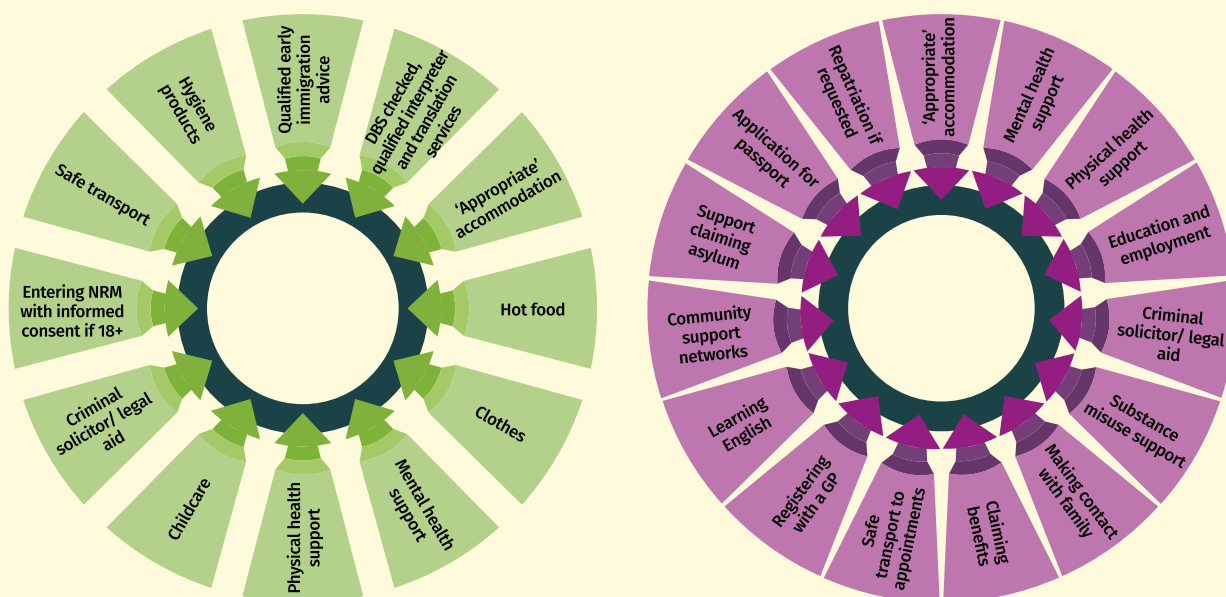 Qualified early
immigration
advice
DBS checked,
qualified interpreter
and translation
services
‘Appropriate’
accommodation
Hot food
Clothes
Mental health
support
Physical health
support
Childcare
Criminal
solicitor/ legal
aid
Entering NRM
with informed
consent if 18+
Safe transport
Hygiene
products
‘Appropriate’
accommodation
Mental health
support
Physical health
support
Education and
employment
Criminal
solicitor/ legal
aid
Substance
misuse support
Making contact
with family
Claiming
benefits
Safe
transport to
appointments
Registering
with a GP
Learning
English
Community
support
networks
Support
claiming
asylum
Application for
passport
Repatriation if
requested